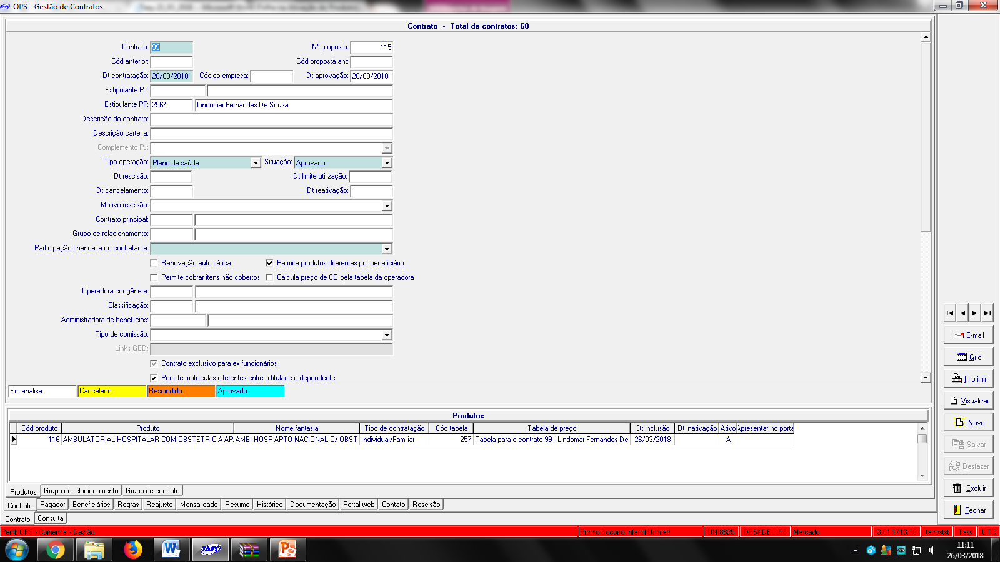 OPS - Gestão de Contratos
Contrato - Total de contratos: 68
Contrato: 99 Nº proposta: 115
Cód anterior: Cód proposta ant:
Dt contratação: 26/03/2018 Código empresa: Dt aprovação: 26/03/2018
Estipulante PJ:
Estipulante PF: 2564 Lindomar Fernandes De Souza
Descrição do contrato:
Descrição carteira:
Complemento PJ:
Tipo operação: Plano de saúde Situação: Aprovado
Dt rescisão: Dt limite utilização:
Dt cancelamento: Dt reativação:
Motivo rescisão:
Contrato principal:
Grupo de relacionamento:
Participação financeira do contratante:
Renovação automática Permite produtos diferentes por beneficiário
Permite cobrar itens não cobertos Calcula preço de CO pela tabela da operadora
Operadora congênere:
Classificação:
Administradora de benefícios:
Tipo de comissão:
Links GED:
Contrato exclusivo para ex funcionários
Permite matrículas diferentes entre o titular e o dependente
Em análise Cancelado Rescindido Aprovado
Produtos
Cód produto Produto Nome fantasia Tipo de contratação Cód tabela Tabela de preço Dt inclusão Dt inativação Ativo Apresentar no porta
116 AMBULATORIAL HOSPITALAR COM OBSTETRICIA AP. AMB+HOSP APTO NACIONAL C/ OBST Individual/Familiar 257 Tabela para o contrato 99 - Lindomar Fernandes De 26/03/2018 A
Produtos Grupo de relacionamento Grupo de contrato
Contrato Pagador Beneficiários Regras Reajuste Mensalidade Resumo Histórico Documentação Portal web Contato Rescisão
Contrato Consulta
E-mail
Grid
Imprimir
Visualizar
Novo
Salvar
Desfazer
Excluir
Fechar
Perfil: OPS - Comercial - Gestão Pronto Socorro Infantil Unimed UNI8825 DESKDELL53 Mercado 3.01.1713.10 taopstst Tasy UTC
TASY
11:11
26/03/2018